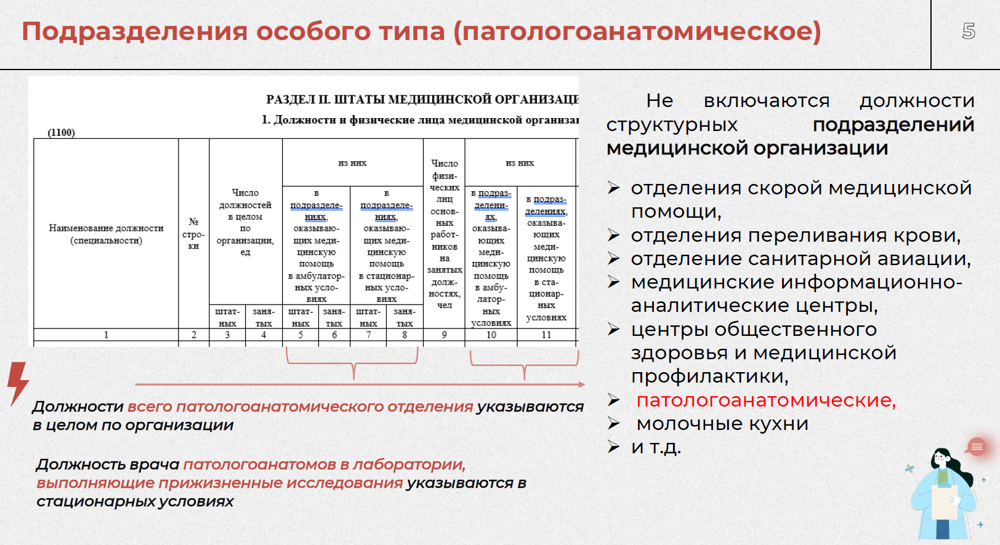 Подразделения особого типа (патологоанатомическое)
5
РАЗДЕЛ II. ШТАТЫ МЕДИЦИНСКОЙ ОРГАНИЗАЦИ
1. Должности и физические лица медицинской организа
(1100)
Наименование должности
(специальности)
№
стро-
ки
Число
должностей
в целом
по
организации,
ед
из них
в
подразделе-
ниях,
оказываю-
щих меди-
цинскую
помощь
в амбулатор-
ных усло-
виях
в
подразделе-
ниях,
оказываю-
щих меди-
цинскую
помощь
в стационар-
ных усло-
виях
Число
физи-
ческих
лиц
основ-
ных
работ-
ников
на
занятых
долж-
ностях,
чел
из них
в подраз-
делени-
ях,
оказыва-
ющих
меди-
цинскую
помощь
в амбу-
латор-
ных
условиях
в подраз-
делениях,
оказыва-
ющих
меди-
цинскую
помощь
в ста-
ционар-
ных
условиях
штат-
ных
заня-
тых
штат-
ных
заня-
тых
штат-
ных
заня-
тых
1 2 3 4 5 6 7 8 9 10 11
Должности всего патологоанатомического отделения указываются
в целом по организации
Должность врача патологоанатомов в лаборатории,
выполняющие прижизненные исследования указываются в
стационарных условиях
Не включаются должности
структурных подразделений
медицинской организации
отделения скорой медицинской
помощи,
отделения переливания крови,
отделение санитарной авиации,
медицинские информационно-
аналитические центры,
центры общественного
здоровья и медицинской
профилактики,
патологоанатомические,
молочные кухни
и т.д.